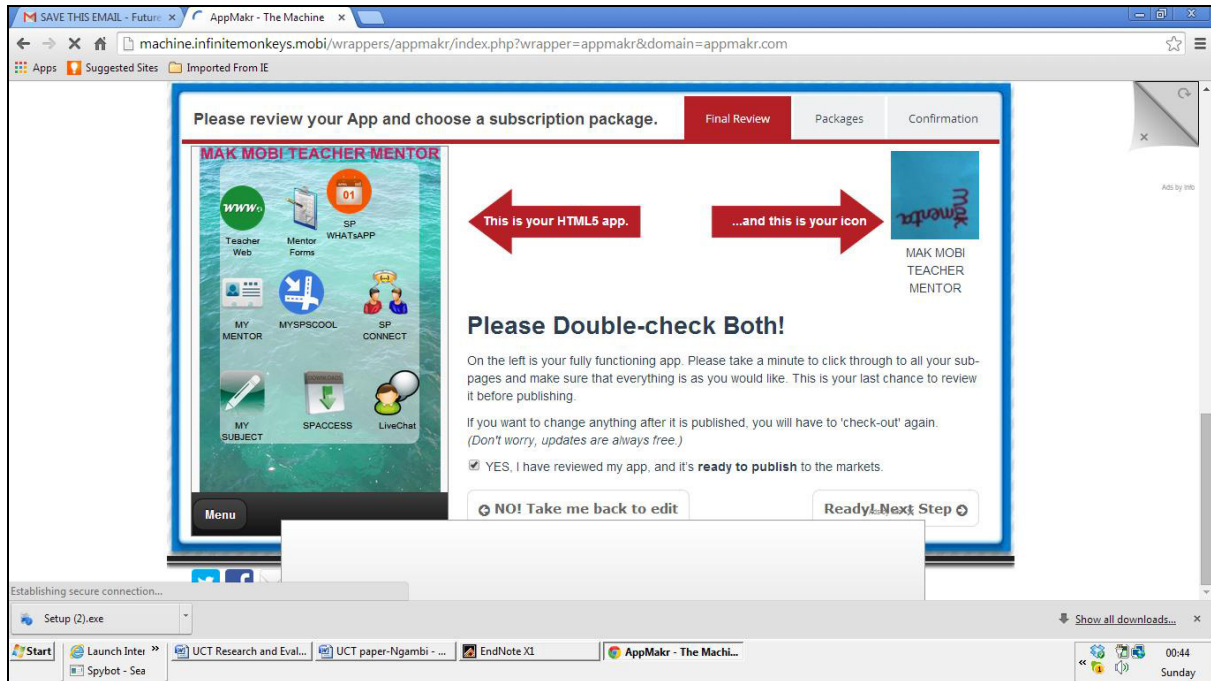 SAVE THIS EMAIL - Future
AppMakr - The Machine
machine.infinitemonkeys.mobi/wrappers/appmakr/index.php?wrapper=appmakr&domain=appmakr.com
Apps Suggested Sites Imported From IE
Please review your App and choose a subscription package.
Final Review
Packages
Confirmation
MAK MOBI TEACHER MENTOR
www.
Teacher
Web
Mentor
Forms
01
SP
WHATsAPP
MY
MENTOR
MYSPSCOOL
SP
CONNECT
MY
SUBJECT
DOWNLOADS
SPACCESS
LiveChat
Menu
This is your HTML5 app.
...and this is your icon
MAK MOBI
TEACHER
MENTOR
Ads by Info
Please Double-check Both!
On the left is your fully functioning app. Please take a minute to click through to all your sub-
pages and make sure that everything is as you would like. This is your last chance to review
it before publishing.
If you want to change anything after it is published, you will have to 'check-out' again.
(Don't worry, updates are always free.)
YES, I have reviewed my app, and it's ready to publish to the markets.
NO! Take me back to edit
Ready! Next Step
Establishing secure connection...
Setup (2).exe
Show all downloads...
Start
Launch Inter
Spybot - Sea
UCT Research and Eval...
UCT paper-Ngambi - ...
EndNote X1
AppMakr - The Machi...
00:44
Sunday